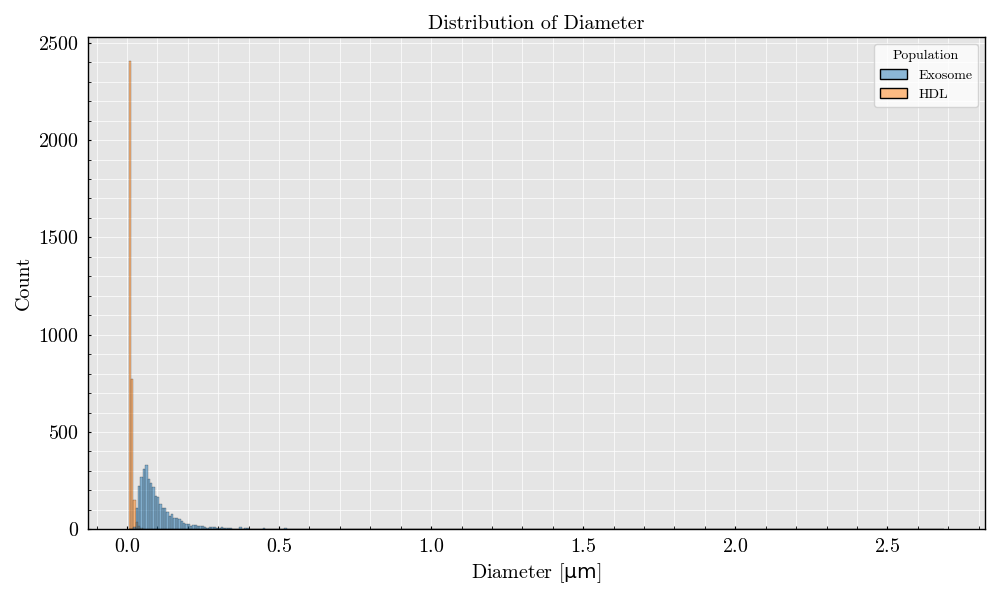 Distribution of Diameter
Population
Exosome
HDL
2500
2000
1500
1000
500
0
Count
0.0 0.5 1.0 1.5 2.0 2.5
Diameter [µm]